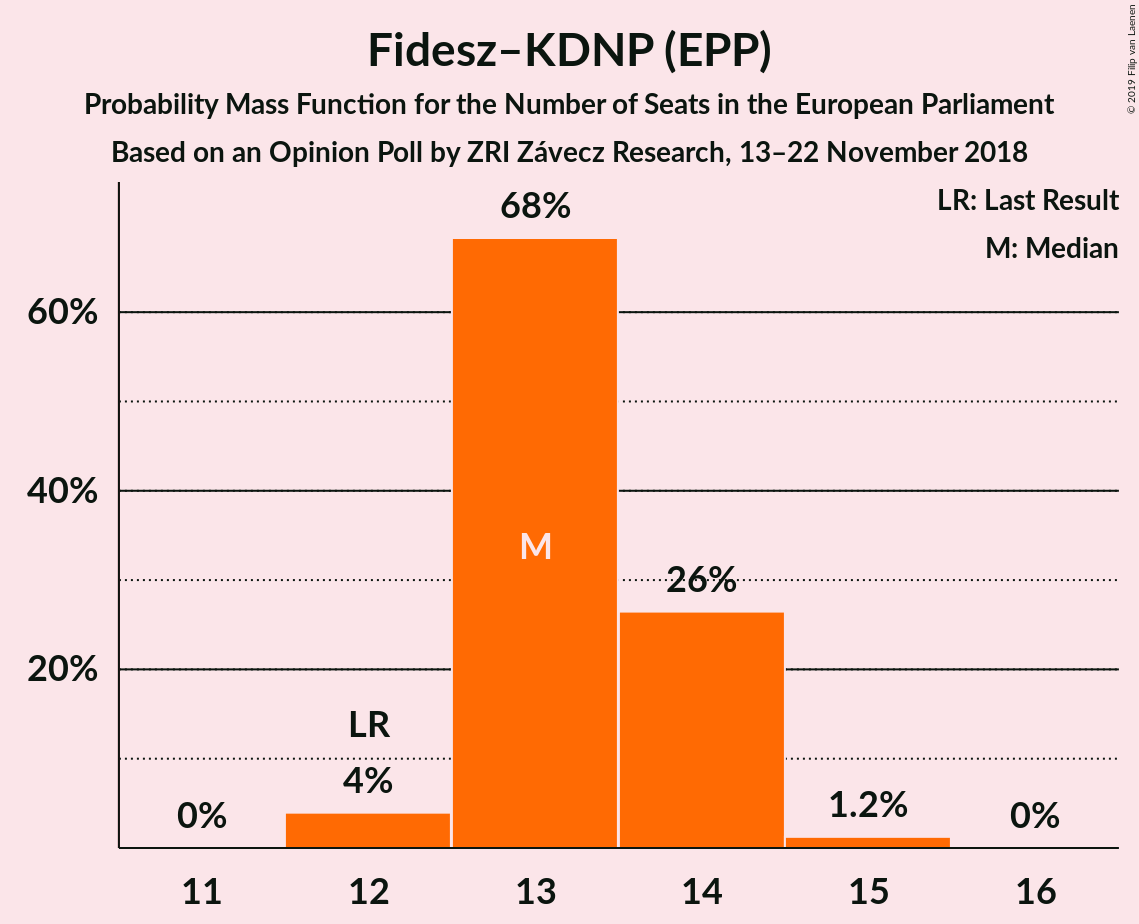 Fidesz–KDNP (EPP)
Probability Mass Function for the Number of Seats in the European Parliament
Based on an Opinion Poll by ZRI Závecz Research, 13–22 November 2018
© 2019 Filip van Laenen
LR: Last Result
M: Median
68%
60%
40%
M
26%
20%
LR
4%
0%
1.2%
0%
11 12 13 14 15 16